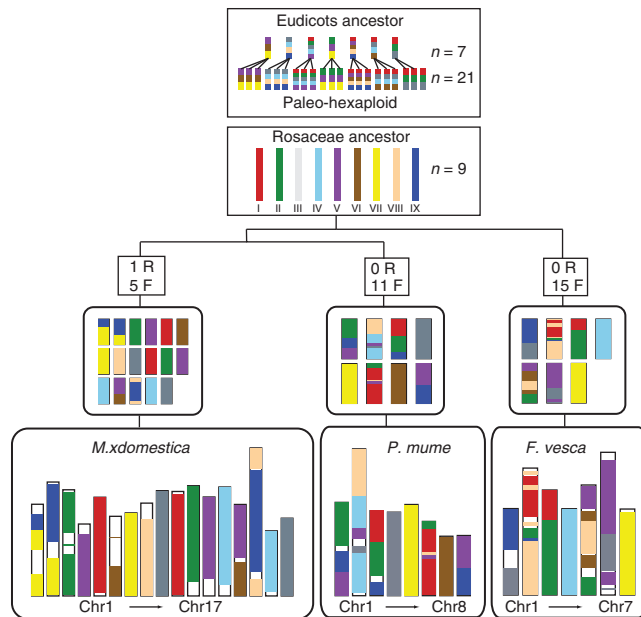 Eudicots ancestor
n = 7
n = 21
Paleo-hexaploid
Rosaceae ancestor
n = 9
I II III IV V VI VII VIII IX
1 R
5 F
0 R
11 F
0 R
15 F
M.xdomestica
P. mume
F. vesca
Chr1 → Chr17
Chr1 → Chr8
Chr1 → Chr7